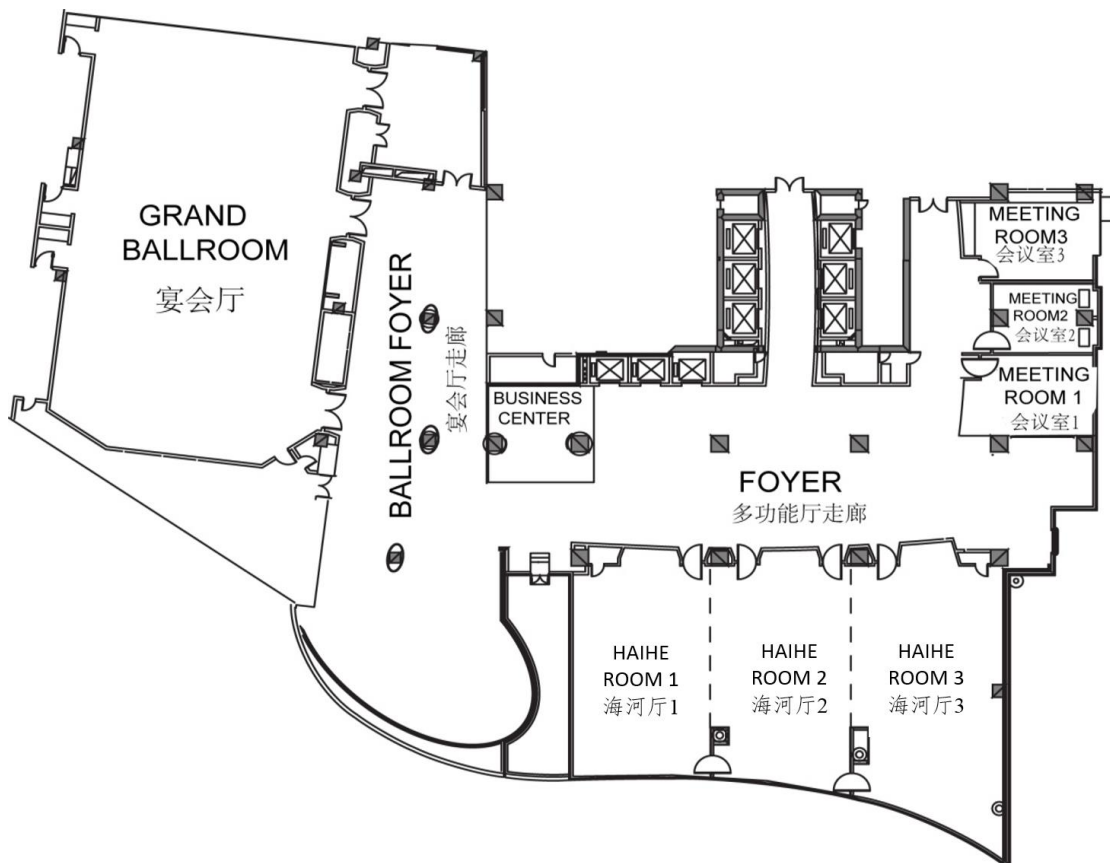 GRAND
BALLROOM
宴会厅
BALLROOM FOYER
宴会厅走廊
BUSINESS
CENTER
MEETING
ROOM3
会议室3
MEETING
ROOM2
会议室2
MEETING
ROOM 1
会议室1
FOYER
多功能厅走廊
HAIHE
ROOM 1
海河厅1
HAIHE
ROOM 2
海河厅2
HAIHE
ROOM 3
海河厅3